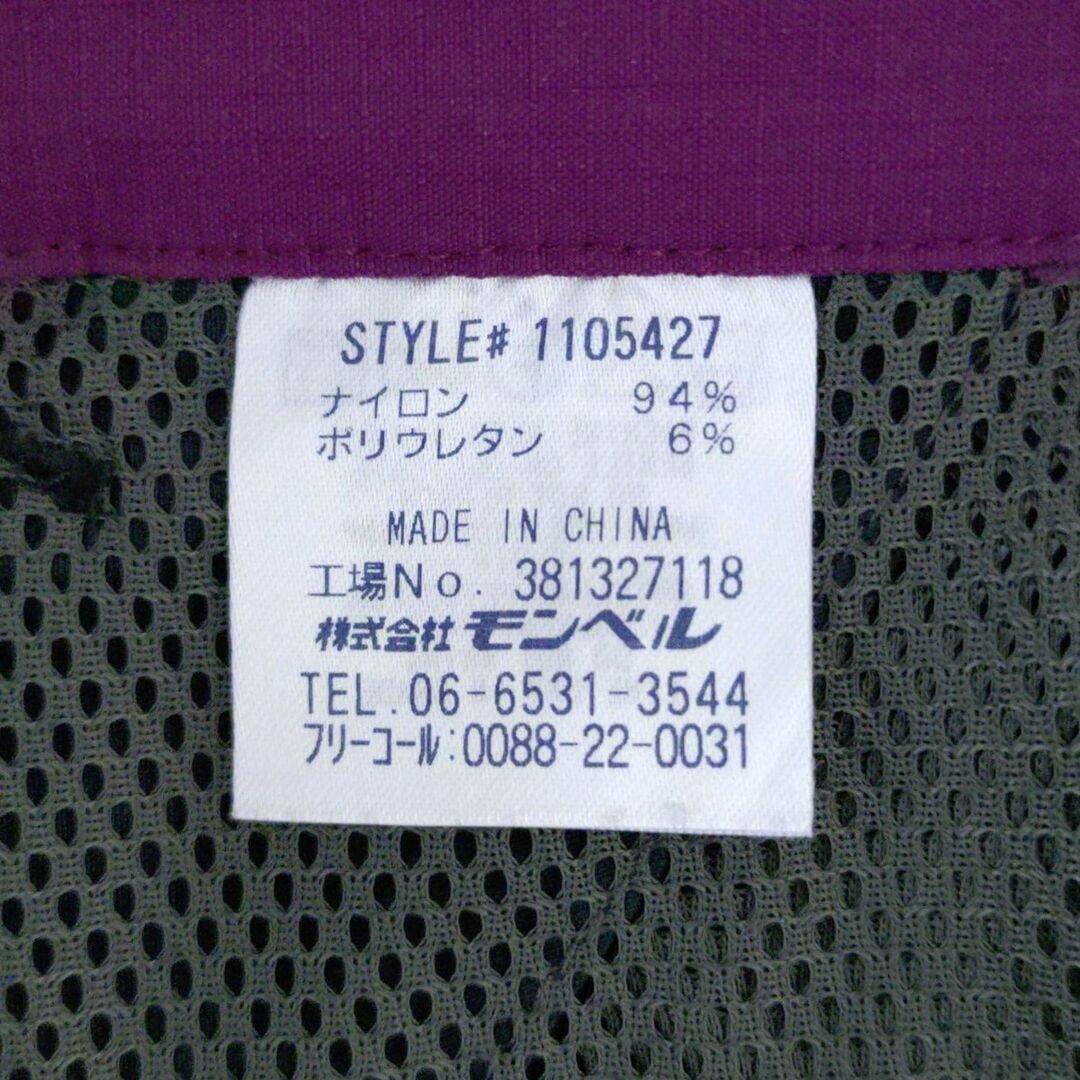 STYLE# 1105427
ナイロン 94%
ポリウレタン 6%
MADE IN CHINA
工場No. 381327118
株式会社 モンベル
TEL.06-6531-3544
フリーコール:0088-22-0031